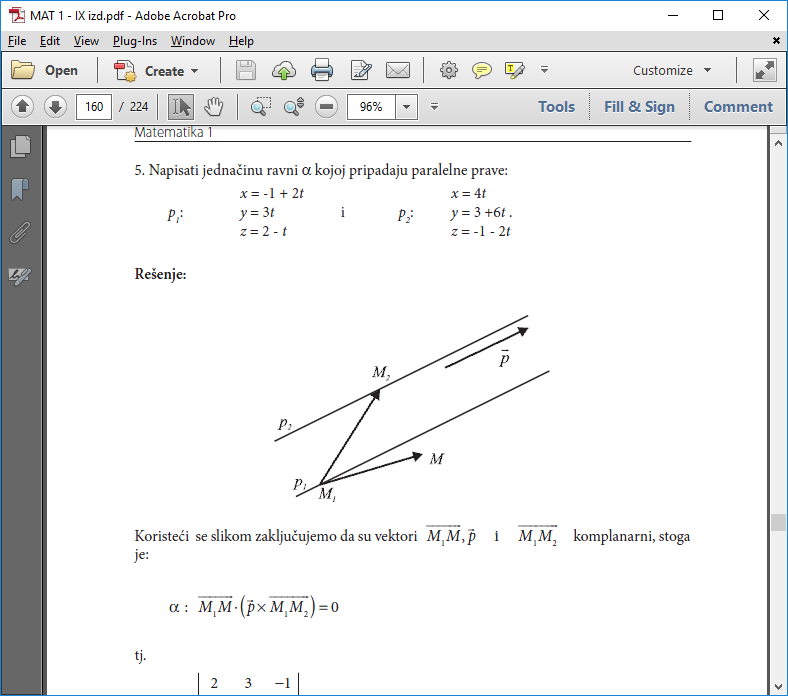 MAT 1 - IX izd.pdf - Adobe Acrobat Pro
File Edit View Plug-Ins Window Help
Open Create Customize
160 / 224 96% Tools Fill & Sign Comment
Matematika 1
5. Napisati jednačinu ravni α kojoj pripadaju paralelne prave:
x = -1 + 2t x = 4t
p₁: y = 3t i p₂: y = 3 +6t .
z = 2 - t z = -1 - 2t
Rešenje:
p⃗
M₂
p₂
M
p₁
M₁
Koristeći se slikom zaključujemo da su vektori M₁M, p⃗ i M₁M₂ komplanarni, stoga
je:
α : M₁M · (p⃗ × M₁M₂) = 0
tj.
| 2 3 −1 |